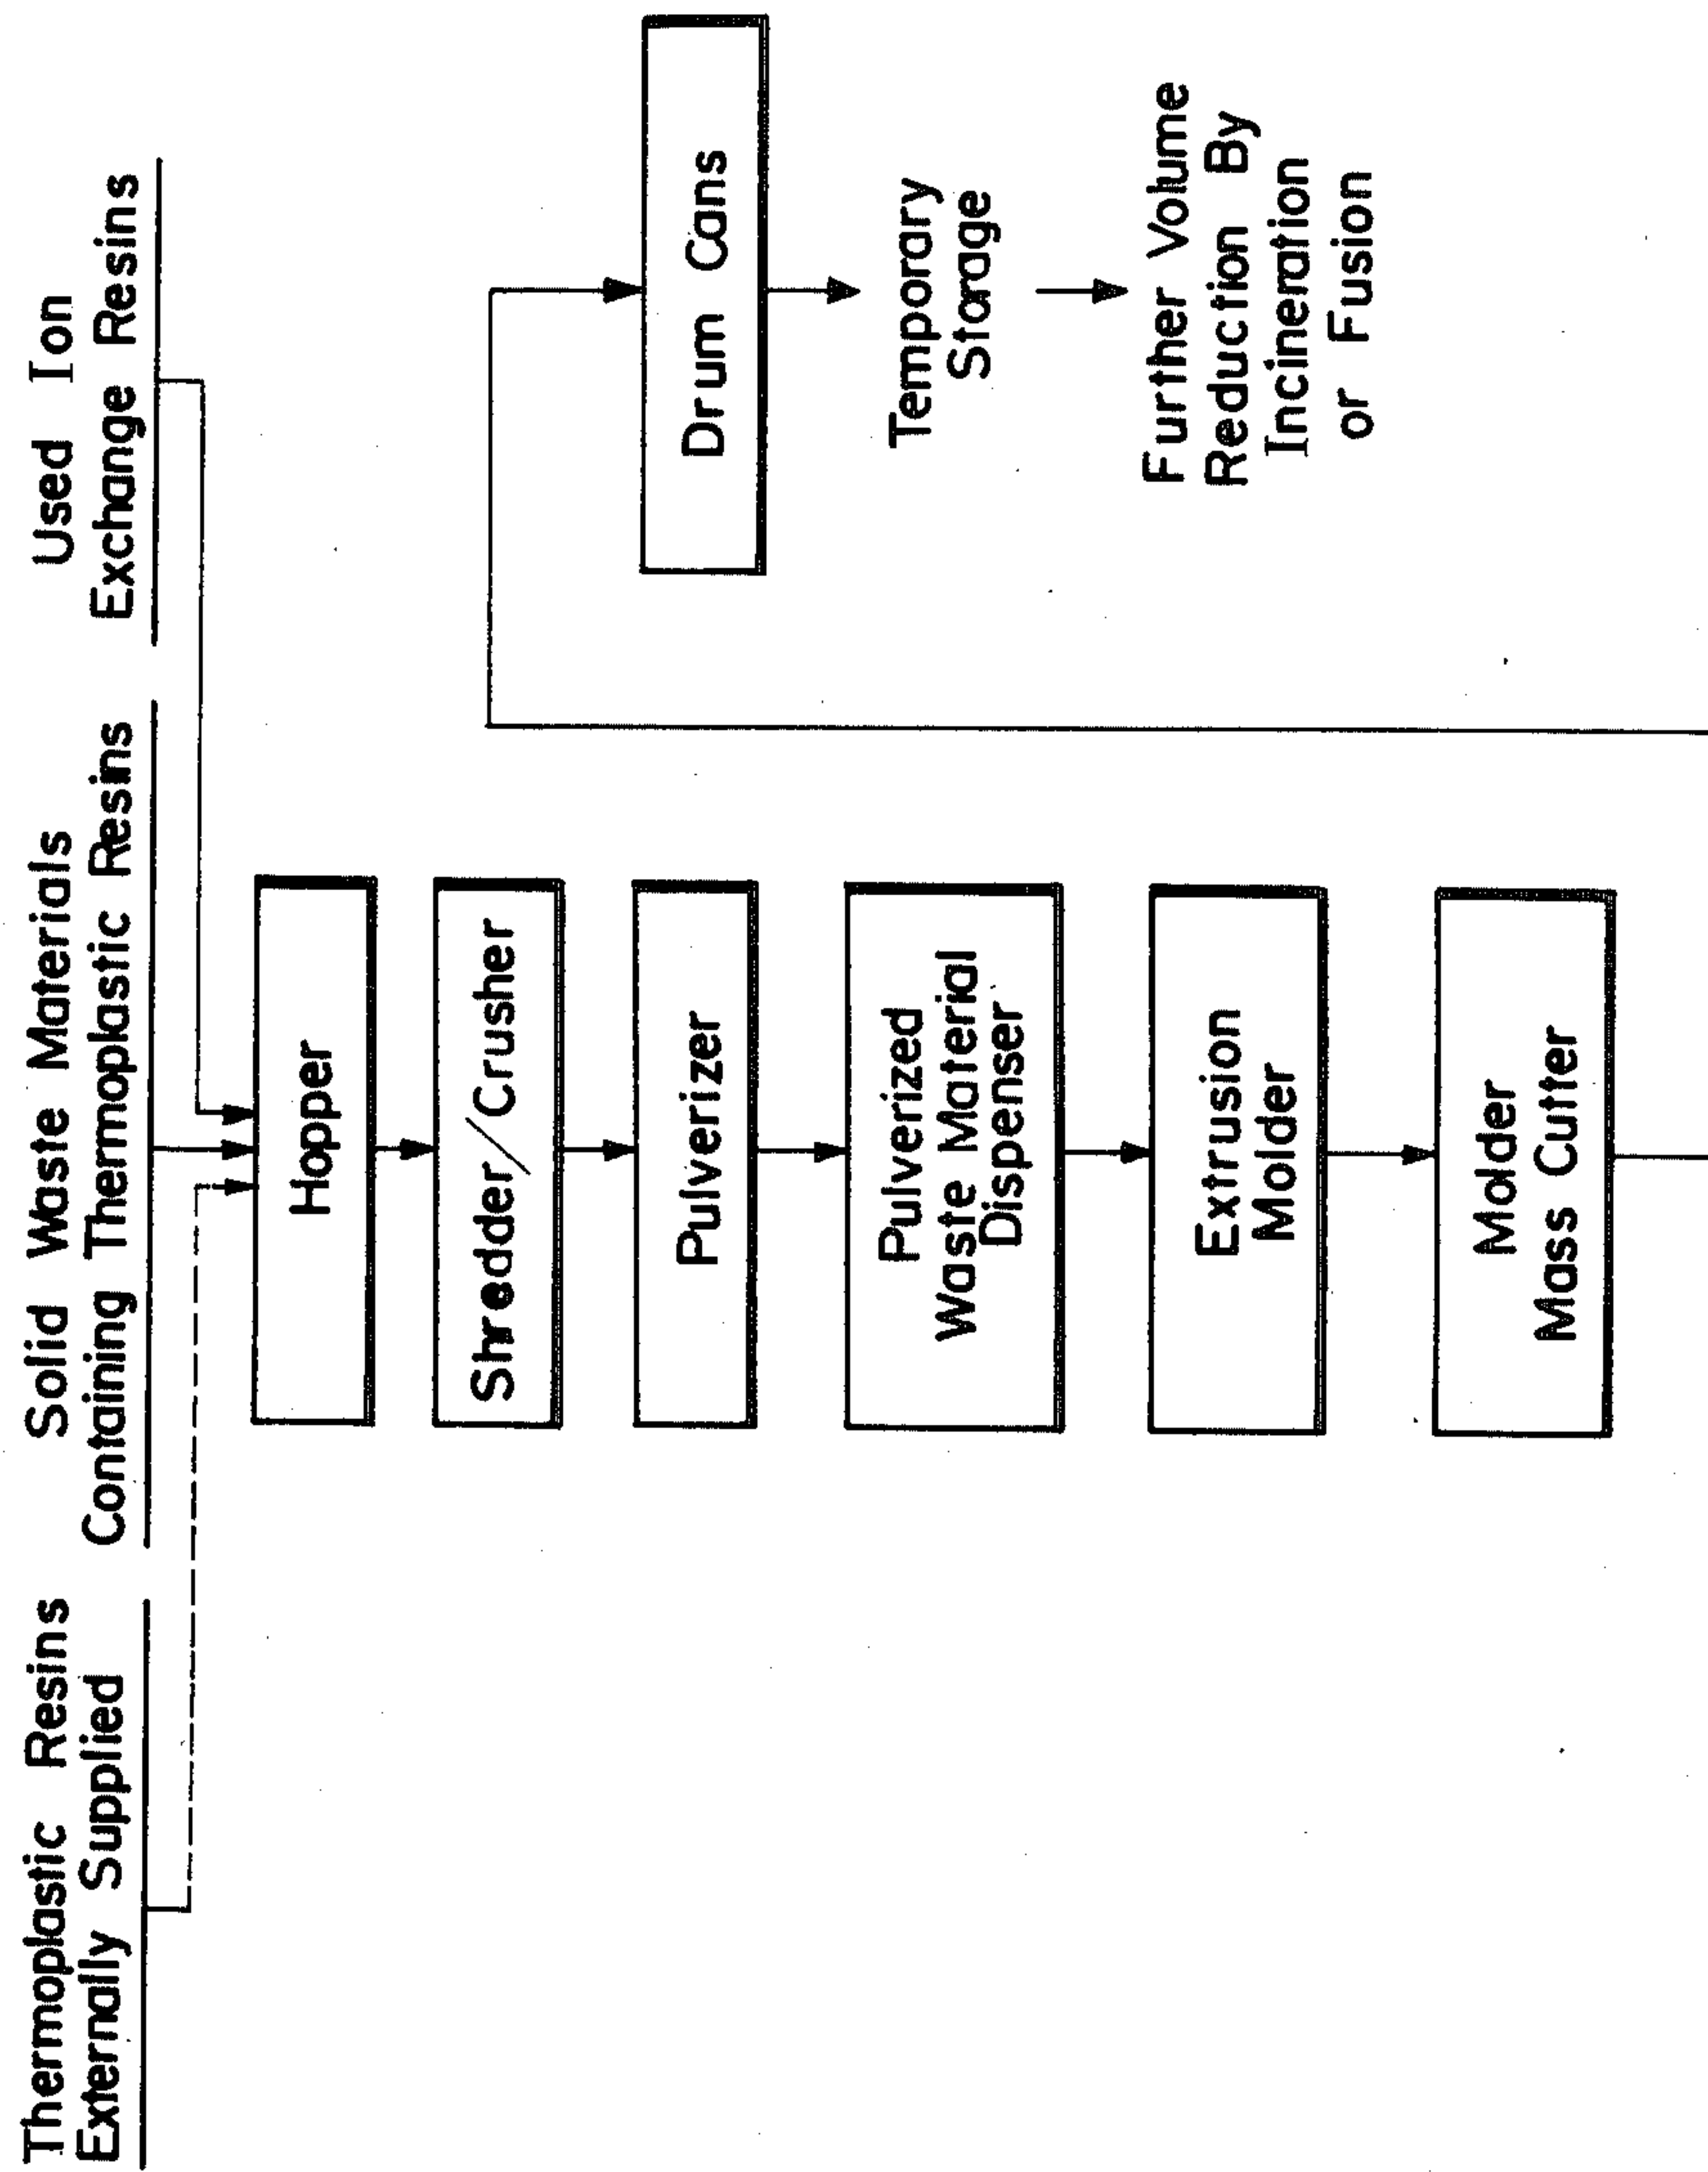 Thermoplastic Resins
Externally Supplied
Solid Waste Materials
Containing Thermoplastic Resins
Used Ion
Exchange Resins
Hopper
Shredder/Crusher
Pulverizer
Pulverized
Waste Material
Dispenser
Extrusion
Molder
Molder
Mass Cutter
Drum Cans
Temporary
Storage
Further Volume
Reduction By
Incineration
or Fusion